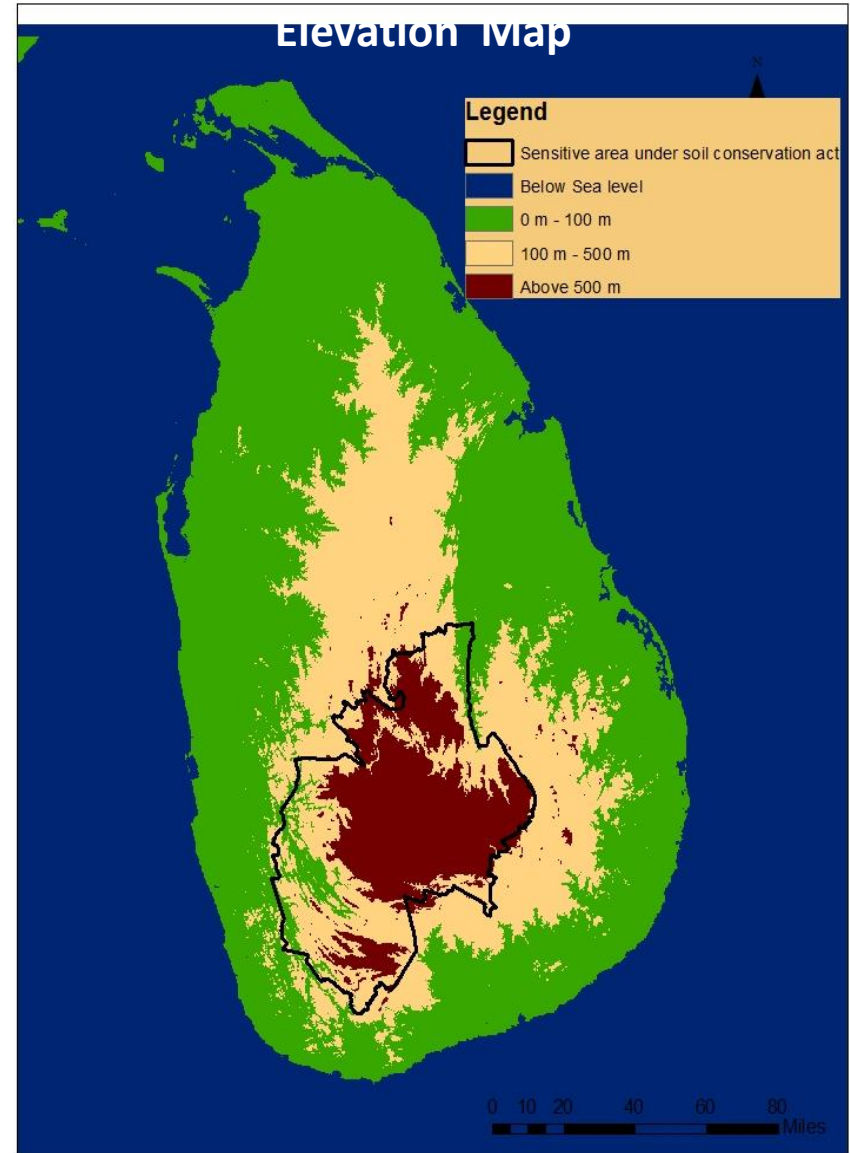 Elevation Map
N
Legend
Sensitive area under soil conservation act
Below Sea level
0 m - 100 m
100 m - 500 m
Above 500 m
0 10 20 40 60 80
Miles